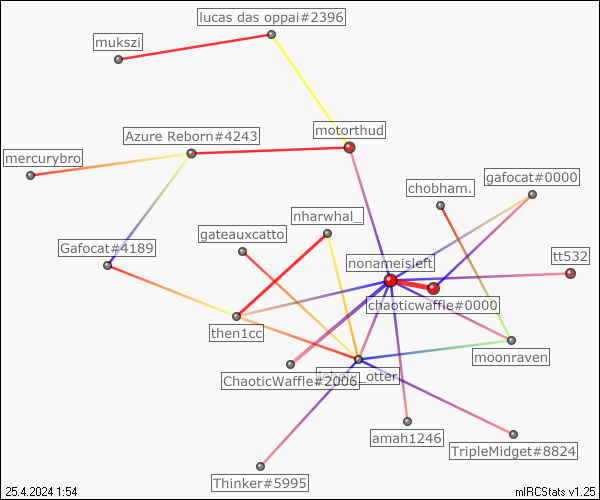 lucas das oppai#2396
mukszi
motorthud
Azure Reborn#4243
mercurybro
gafocat#0000
chobham.
nharwhal_
gateauxcatto
Gafocat#4189
tt532
nonameisleft
chaoticwaffle#0000
then1cc
moonraven
ChaoticWaffle#2006
_otter
amah1246
TripleMidget#8824
Thinker#5995
25.4.2024 1:54
mIRCStats v1.25